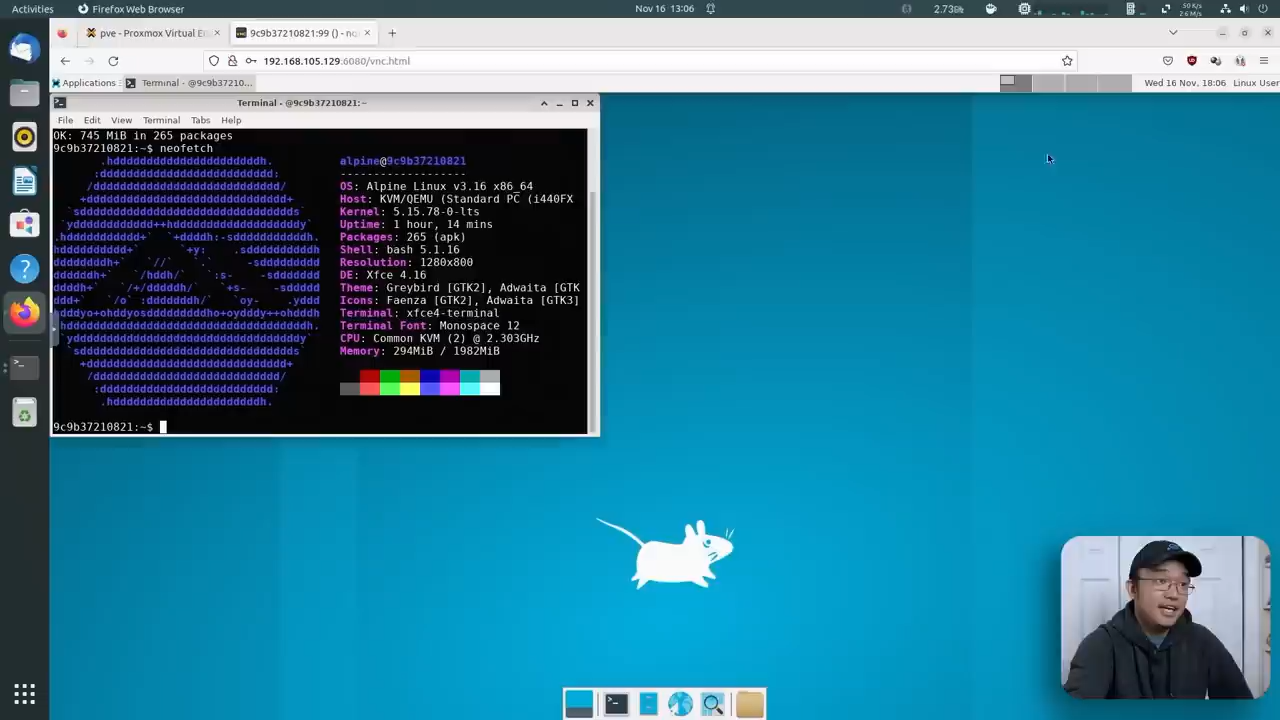 Activities
Firefox Web Browser
Nov 16 13:06
2.73%
pve - Proxmox Virtual En
9c9b37210821:99 () - no
192.168.105.129:6080/vnc.html
Applications
Terminal - @9c9b37210...
Wed 16 Nov, 18:06
Linux User
Terminal - @9c9b37210821:~
File Edit View Terminal Tabs Help
OK: 745 MiB in 265 packages
9c9b37210821:~$ neofetch
alpine@9c9b37210821
-------------------
OS: Alpine Linux v3.16 x86_64
Host: KVM/QEMU (Standard PC (i440FX
Kernel: 5.15.78-0-lts
Uptime: 1 hour, 14 mins
Packages: 265 (apk)
Shell: bash 5.1.16
Resolution: 1280x800
DE: Xfce 4.16
Theme: Greybird [GTK2], Adwaita [GTK
Icons: Faenza [GTK2], Adwaita [GTK3]
Terminal: xfce4-terminal
Terminal Font: Monospace 12
CPU: Common KVM (2) @ 2.303GHz
Memory: 294MiB / 1982MiB
9c9b37210821:~$